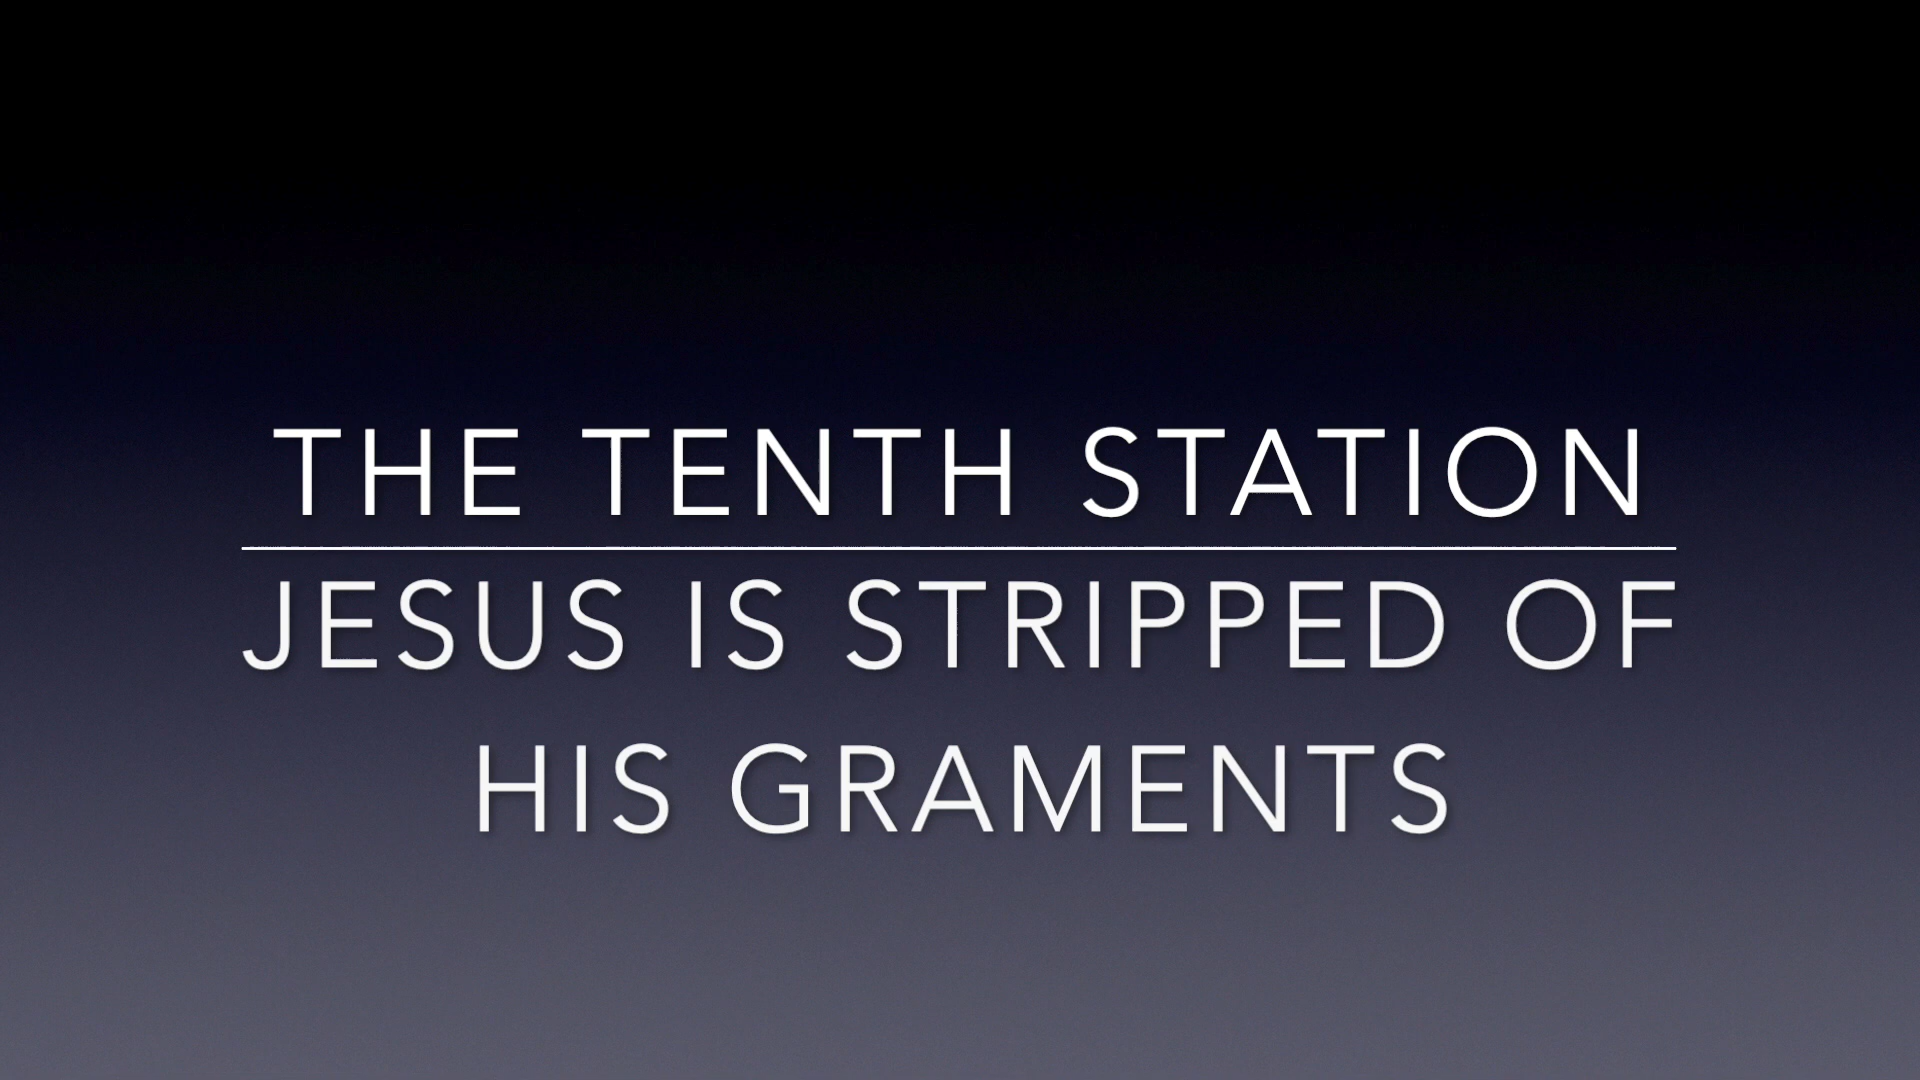 THE TENTH STATION
JESUS IS STRIPPED OF
HIS GRAMENTS